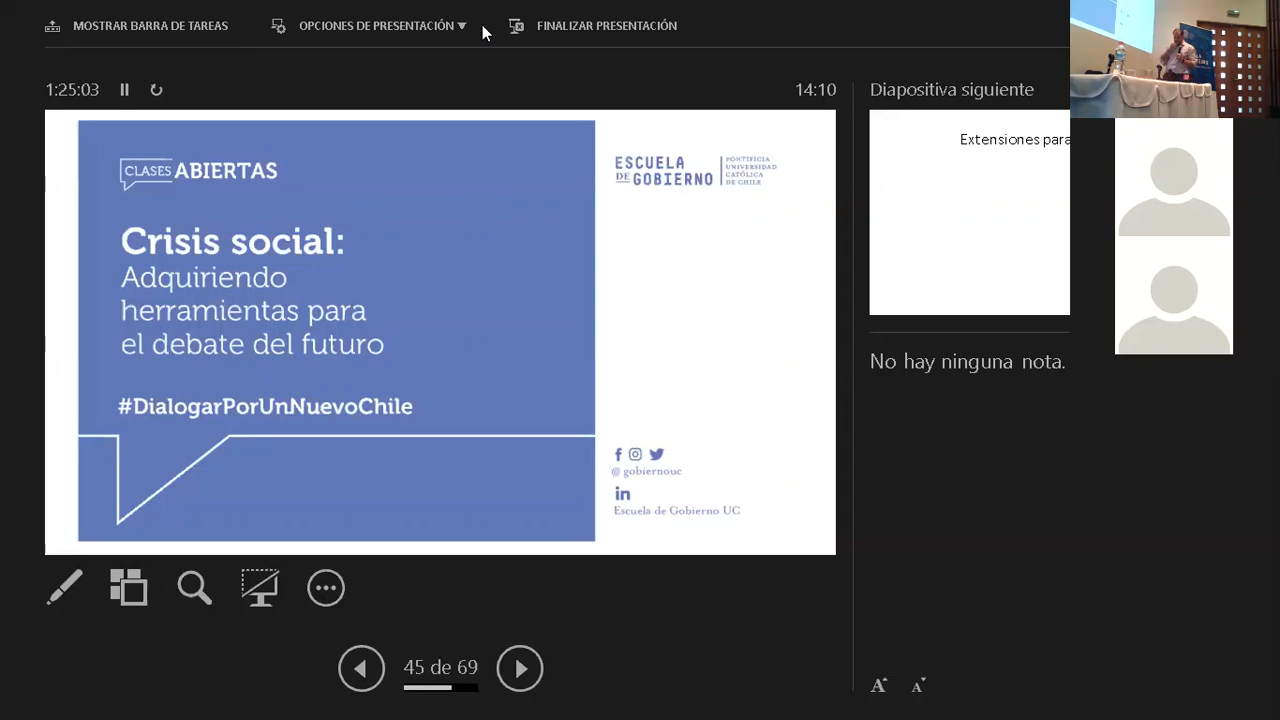 MOSTRAR BARRA DE TAREAS
OPCIONES DE PRESENTACIÓN
FINALIZAR PRESENTACIÓN
1:25:03
14:10
CLASES ABIERTAS
Crisis social:
Adquiriendo
herramientas para
el debate del futuro
#DialogarPorUnNuevoChile
ESCUELA
DE GOBIERNO
PONTIFICIA
UNIVERSIDAD
CATÓLICA
DE CHILE
@ gobiernouc
in
Escuela de Gobierno UC
45 de 69
Diapositiva siguiente
Extensiones para
No hay ninguna nota.
A A